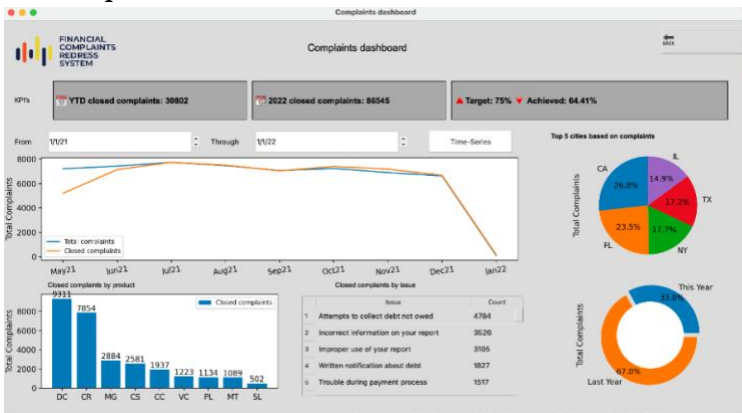 Complaints dashboard
FINANCIAL
COMPLAINTS
REDRESS
SYSTEM
Complaints dashboard
BACK
KPI's
YTD closed complaints: 30802
2022 closed complaints: 86545
Target: 75% Achieved: 64.41%
From
1/1/21
Through
1/1/22
Time-Series
Top 5 cities based on complaints
Total Complaints
8000
6000
4000
2000
0
Total complaints
Closed complaints
May21 Jun21 Jul21 Aug21 Sep21 Oct21 Nov21 Dec21 Jan22
Total Complaints
CA
26.8%
IL
14.9%
TX
17.2%
NY
17.7%
FL
23.5%
Closed complaints by product
Total Complaints
8000
6000
4000
2000
0
Closed complaints
9311
7854
2884
2581
1937
1223
1134
1089
502
DC CR MG CS CC VC PL MT SL
Closed complaints by issue
Issue Count
1 Attempts to collect debt not owed 4784
2 Incorrect information on your report 3626
3 Improper use of your report 3195
4 Written notification about debt 1827
5 Trouble during payment process 1517
Total Complaints
This Year
33.0%
67.0%
Last Year